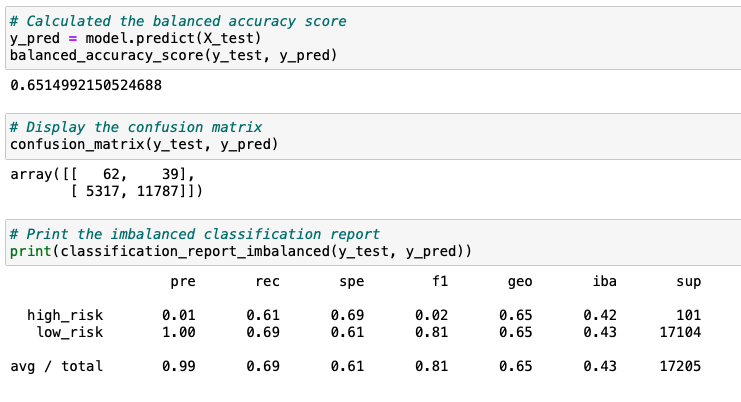 # Calculated the balanced accuracy score
y_pred = model.predict(X_test)
balanced_accuracy_score(y_test, y_pred)
0.6514992150524688
# Display the confusion matrix
confusion_matrix(y_test, y_pred)
array([[   62,    39],
       [ 5317, 11787]])
# Print the imbalanced classification report
print(classification_report_imbalanced(y_test, y_pred))
                   pre       rec       spe        f1       geo       iba       sup
  high_risk       0.01      0.61      0.69      0.02      0.65      0.42       101
   low_risk       1.00      0.69      0.61      0.81      0.65      0.43     17104
avg / total       0.99      0.69      0.61      0.81      0.65      0.43     17205